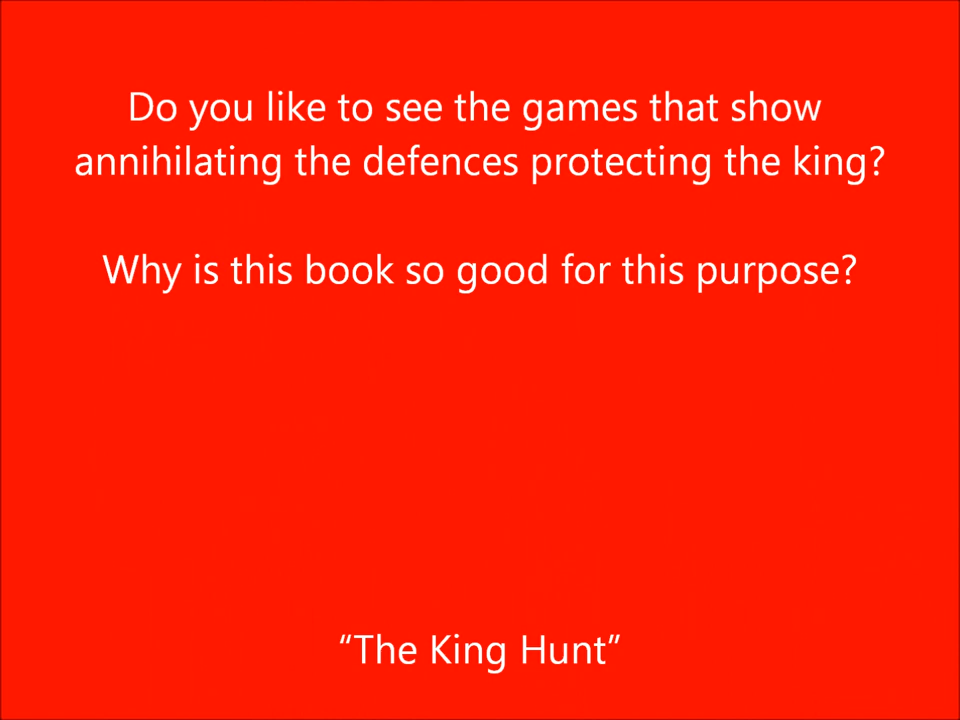 Do you like to see the games that show
annihilating the defences protecting the king?
Why is this book so good for this purpose?
“The King Hunt”